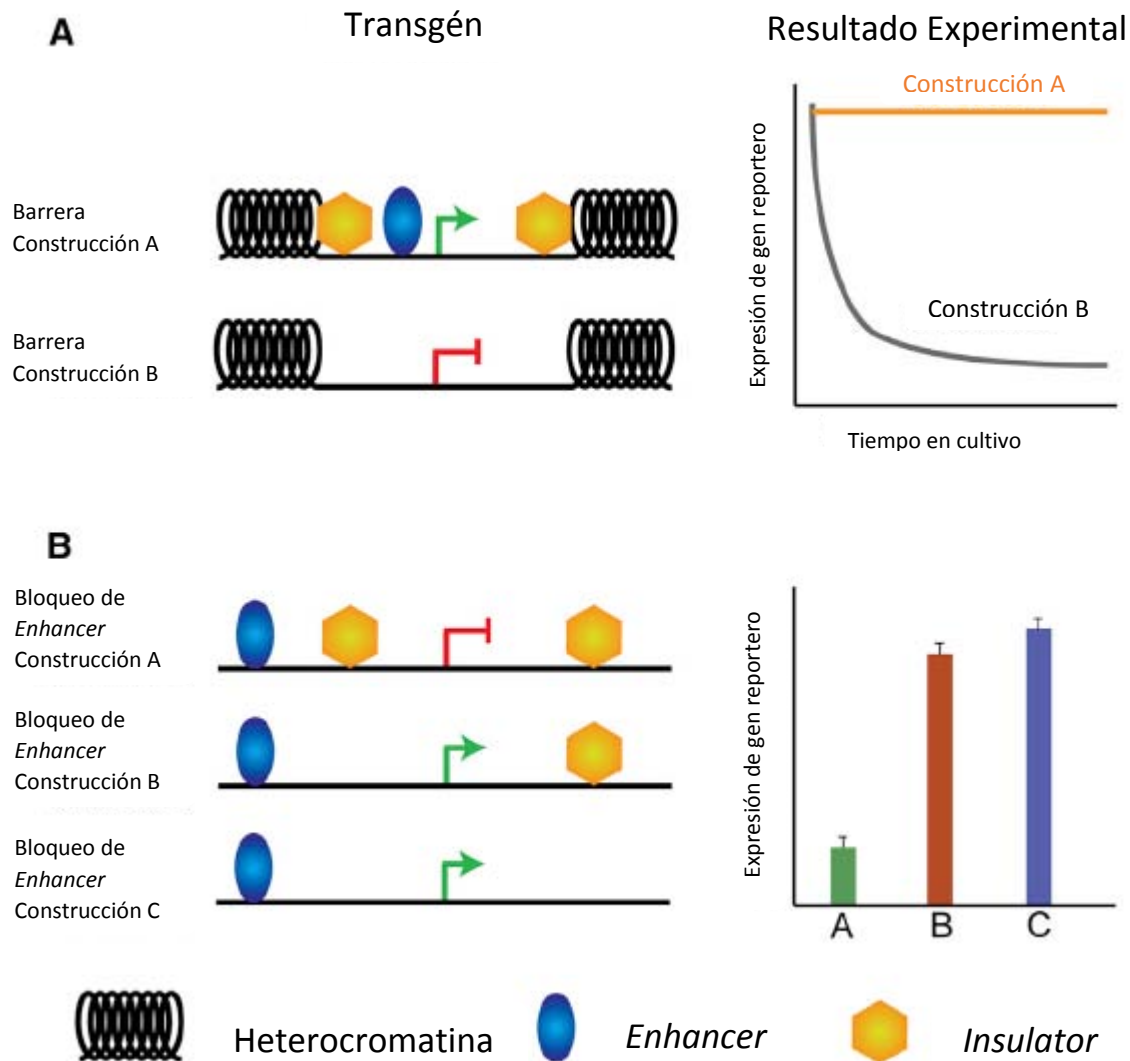 A
Transgén
Resultado Experimental
Barrera
Construcción A
Barrera
Construcción B
Expresión de gen reportero
Construcción A
Construcción B
Tiempo en cultivo
B
Bloqueo de
Enhancer
Construcción A
Bloqueo de
Enhancer
Construcción B
Bloqueo de
Enhancer
Construcción C
Expresión de gen reportero
A B C
Heterocromatina
Enhancer
Insulator